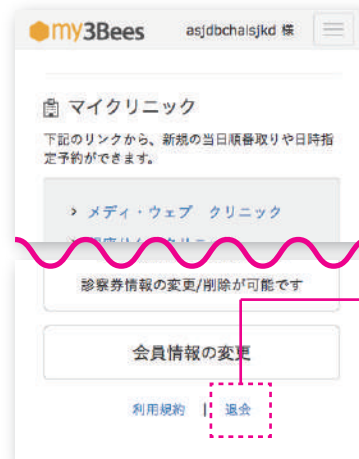 my3Bees asjdbchalsjkd 様
マイクリニック
下記のリンクから、新規の当日順番取りや日時指
定予約ができます。
› メディ・ウェブ クリニック
診察券情報の変更/削除が可能です
会員情報の変更
利用規約 | 退会